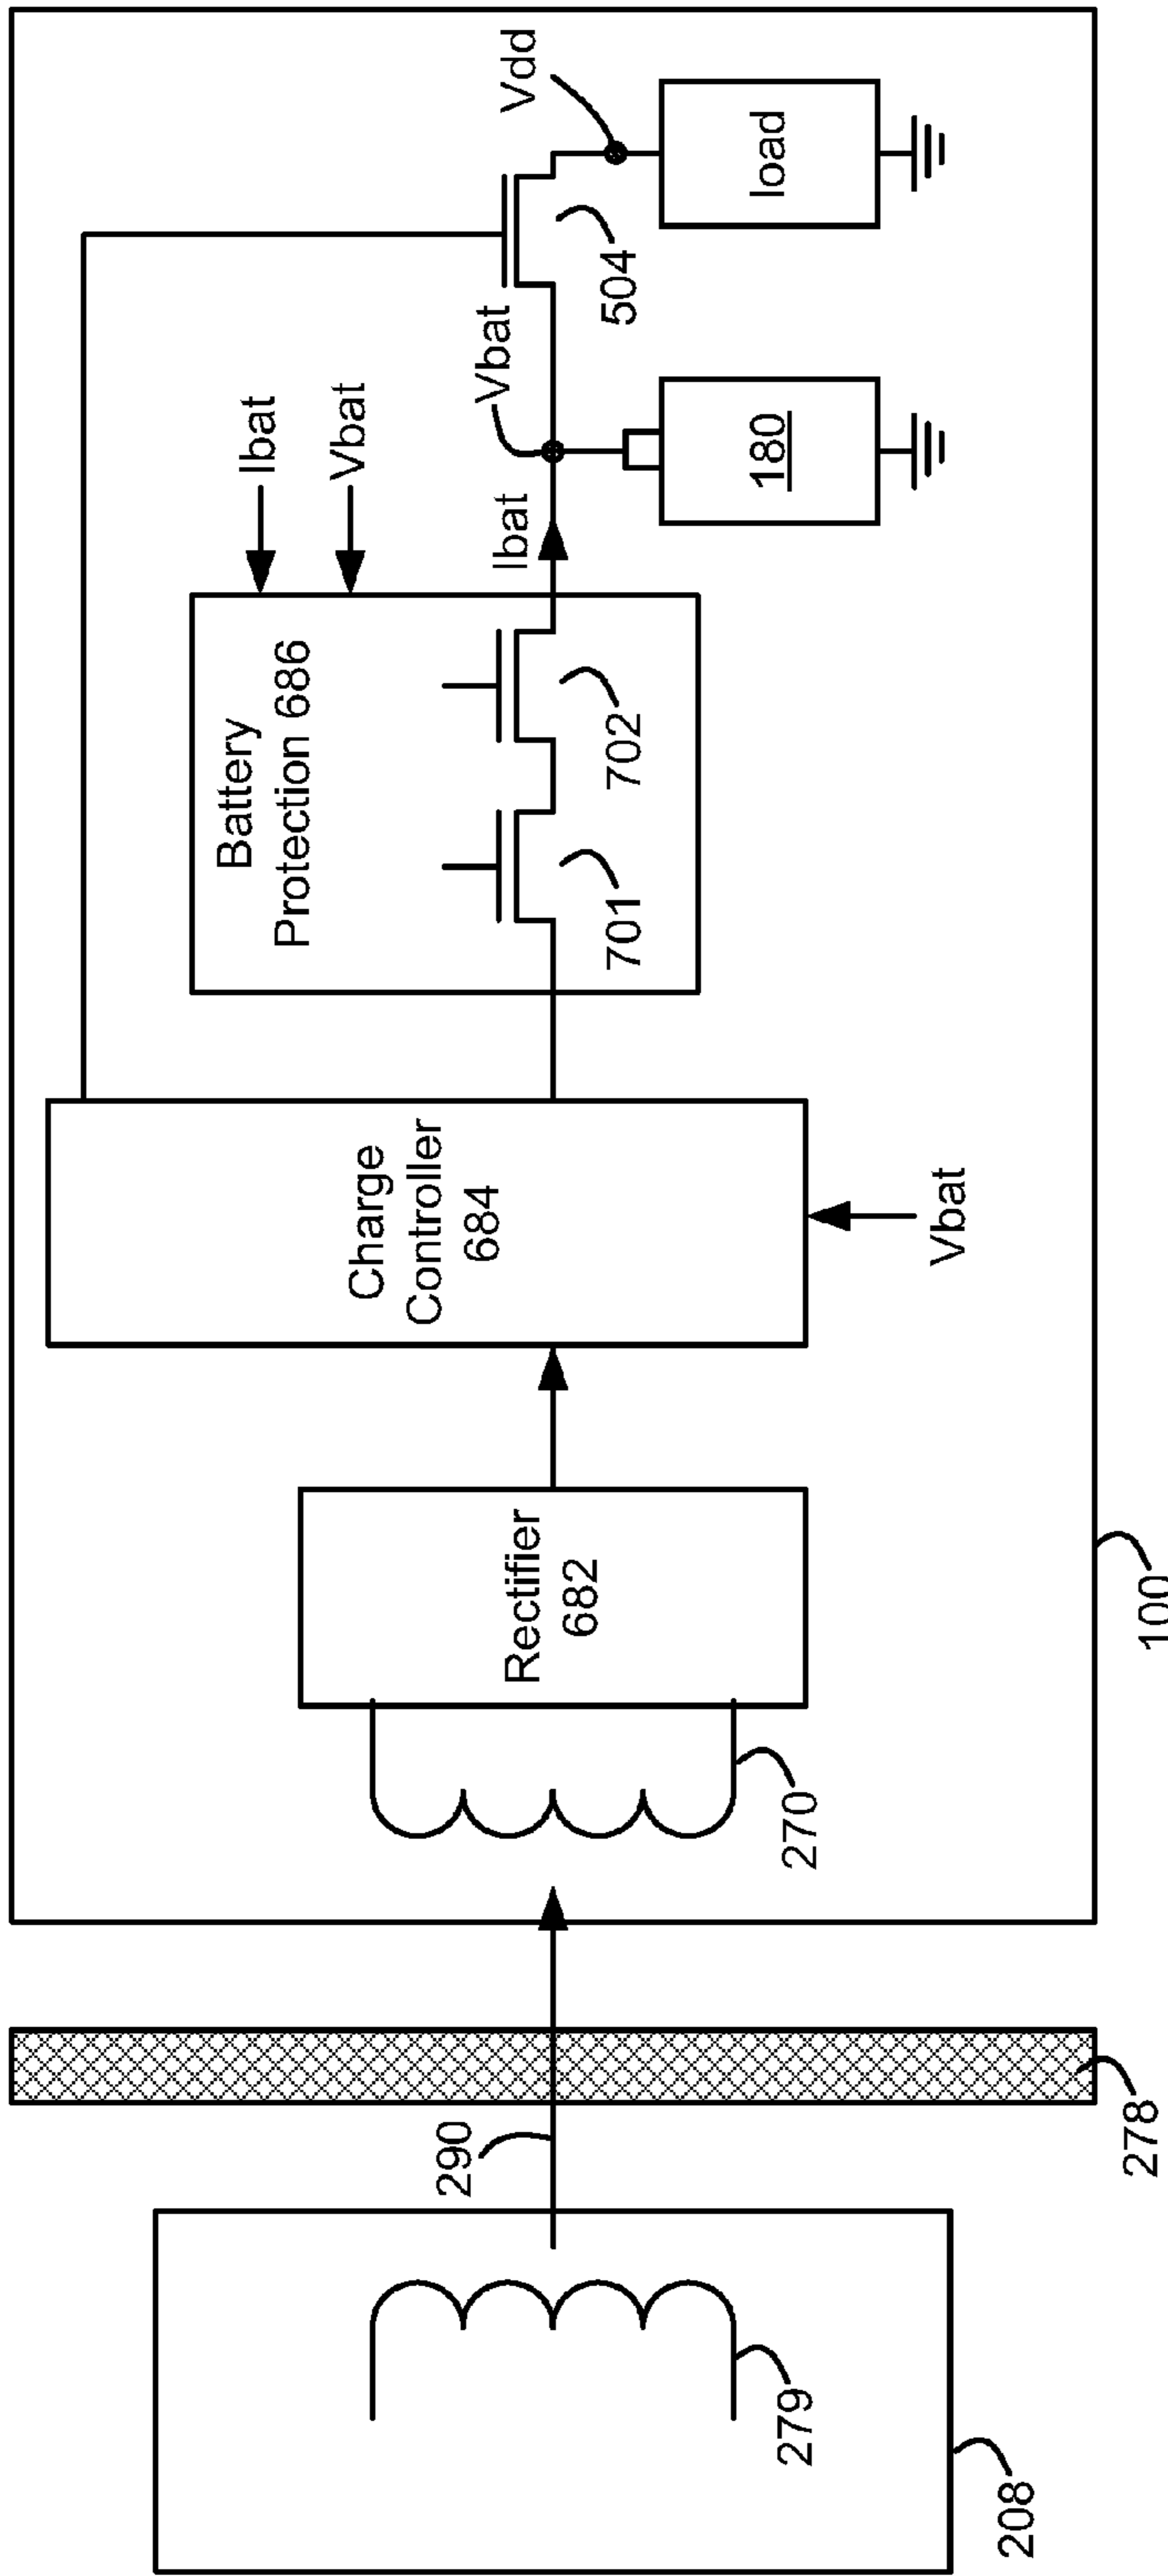 208
279
290
278
270
Rectifier
682
100
Charge
Controller
684
Vbat
Battery
Protection 686
701
702
Ibat
Vbat
Ibat
Vbat
180
504
Vdd
load